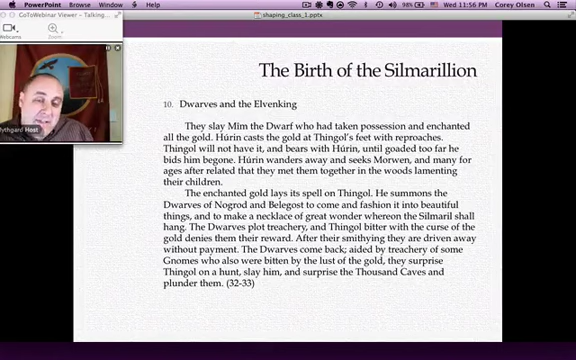 PowerPoint Window Help 98% Wed 11:56 PM Corey Olsen
GoToWebinar Viewer - Talking...
shaping_class_1.pptx
Webcams Zoom
Mythgard Host
The Birth of the Silmarillion
10. Dwarves and the Elvenking
They slay Mîm the Dwarf who had taken possession and enchanted
all the gold. Húrin casts the gold at Thingol's feet with reproaches.
Thingol will not have it, and bears with Húrin, until goaded too far he
bids him begone. Húrin wanders away and seeks Morwen, and many for
ages after related that they met them together in the woods lamenting
their children.
The enchanted gold lays its spell on Thingol. He summons the
Dwarves of Nogrod and Belegost to come and fashion it into beautiful
things, and to make a necklace of great wonder whereon the Silmaril shall
hang. The Dwarves plot treachery, and Thingol bitter with the curse of the
gold denies them their reward. After their smithying they are driven away
without payment. The Dwarves come back; aided by treachery of some
Gnomes who also were bitten by the lust of the gold, they surprise
Thingol on a hunt, slay him, and surprise the Thousand Caves and
plunder them. (32-33)